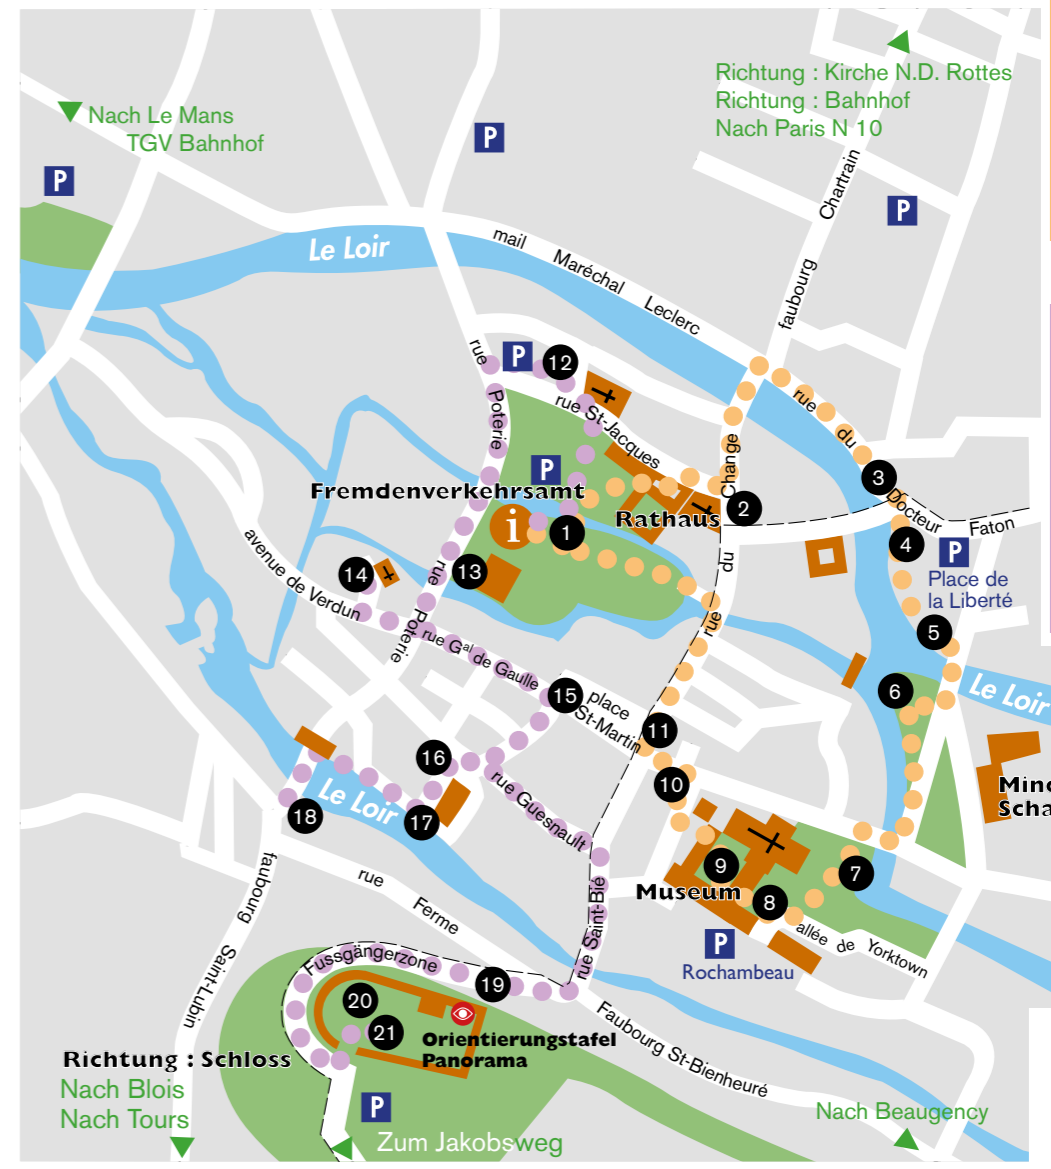 Richtung : Kirche N.D. Rottes
Richtung : Bahnhof
Nach Paris N 10
Nach Le Mans
TGV Bahnhof
P
P
P
faubourg Chartrain
Le Loir
mail Maréchal Leclerc
rue Poterie
P
12
rue St-Jacques
rue du Docteur Faton
rue du Change
P
Fremdenverkehrsamt
i
1
Rathaus
2
3
4
P
Place de
la Liberté
5
avenue de Verdun
14
13
rue Poterie
rue Gal de Gaulle
15
place
St-Martin
11
10
6
Le Loir
16
rue Guesnault
17
18
Le Loir
Mino
Scha
9
Museum
8
7
allée de Yorktown
P
Rochambeau
rue Ferme
rue Saint-Bié
faubourg Saint-Lubin
Fussgängerzone
19
20
21
Orientierungstafel
Panorama
Faubourg St-Bienheuré
Richtung : Schloss
Nach Blois
Nach Tours
P
Zum Jakobsweg
Nach Beaugency